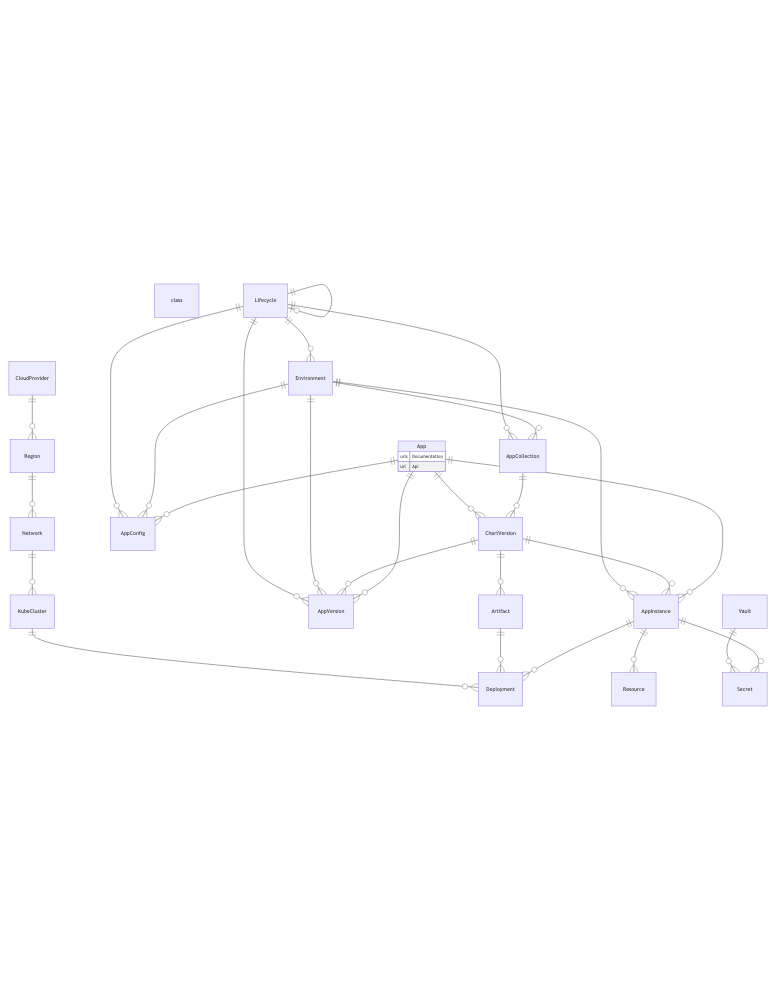 class
Lifecycle
CloudProvider
Environment
App
urls Documentation
url Api
Region
AppCollection
Network
AppConfig
ChartVersion
KubeCluster
AppVersion
Artifact
AppInstance
Vault
Deployment
Resource
Secret